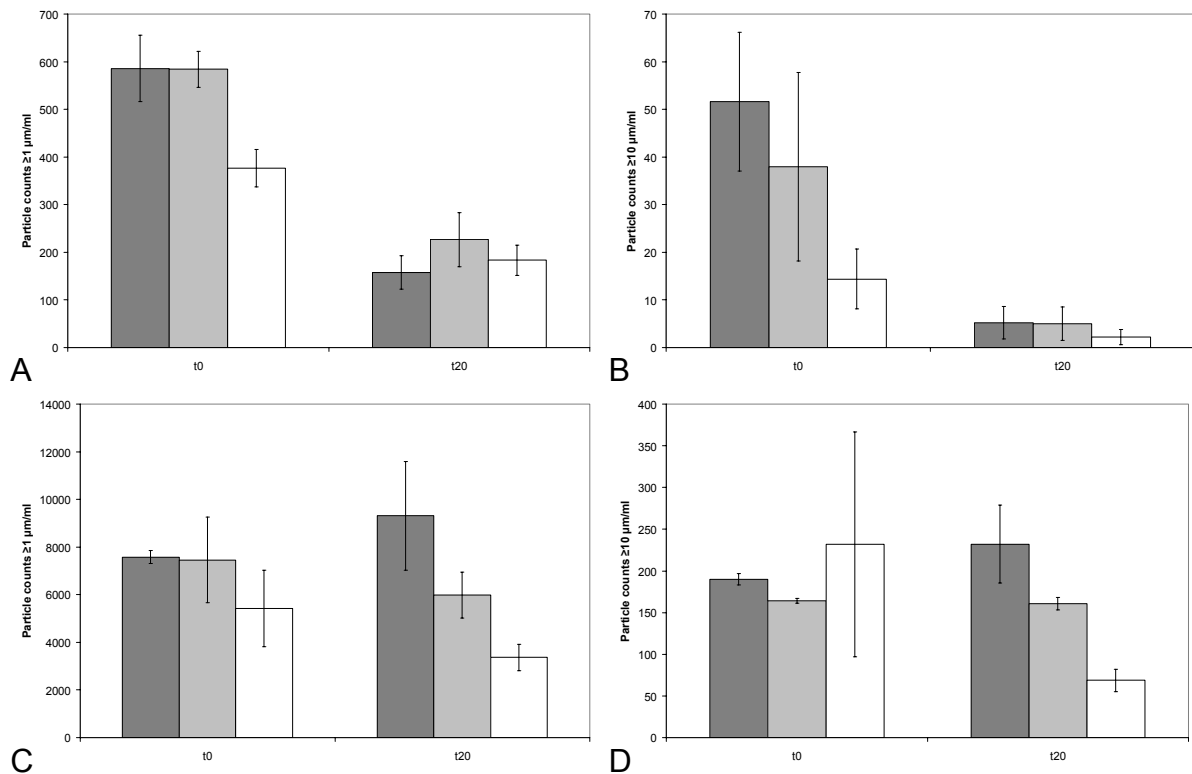 700
600
500
400
300
200
100
0
Particle counts ≥1 µm/ml
t0
t20
A
70
60
50
40
30
20
10
0
Particle counts ≥10 µm/ml
t0
t20
B
14000
12000
10000
8000
6000
4000
2000
0
Particle counts ≥1 µm/ml
t0
t20
C
400
350
300
250
200
150
100
50
0
Particle counts ≥10 µm/ml
t0
t20
D